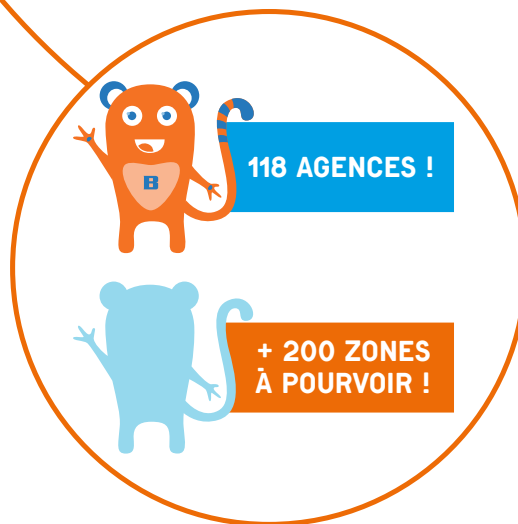 B
118 AGENCES !
+ 200 ZONES
À POURVOIR !